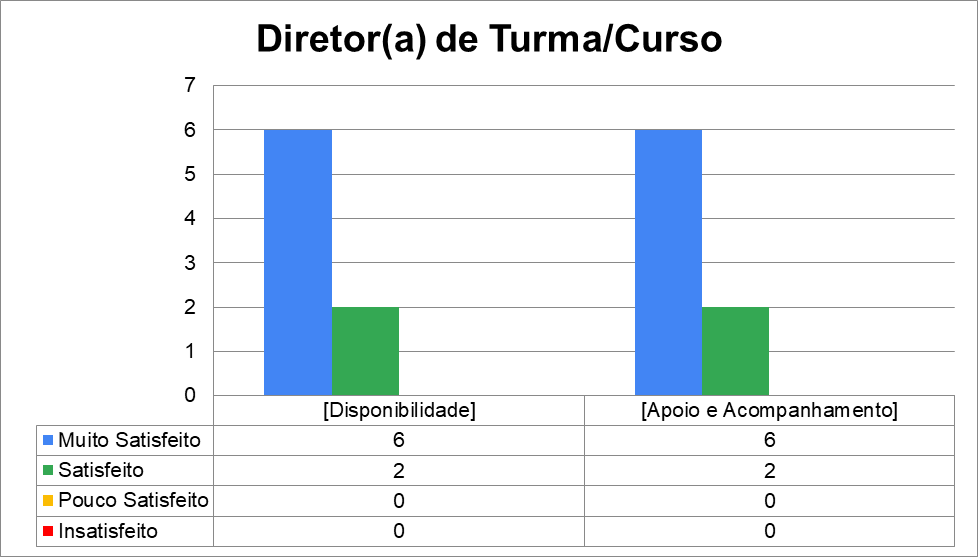 Diretor(a) de Turma/Curso
7
6
5
4
3
2
1
0
[Disponibilidade] [Apoio e Acompanhamento]
Muito Satisfeito 6 6
Satisfeito 2 2
Pouco Satisfeito 0 0
Insatisfeito 0 0